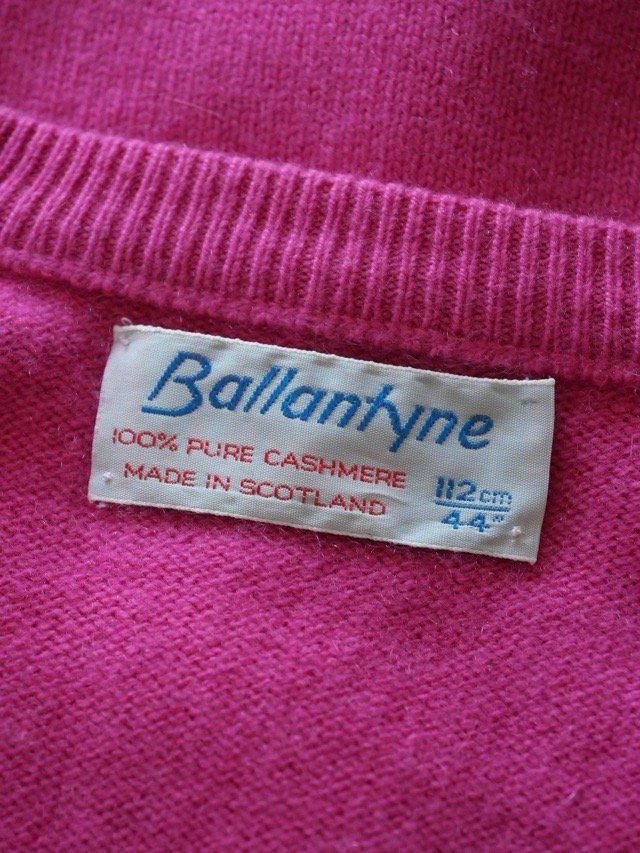 Ballantyne
100% PURE CASHMERE
MADE IN SCOTLAND
112cm
44"